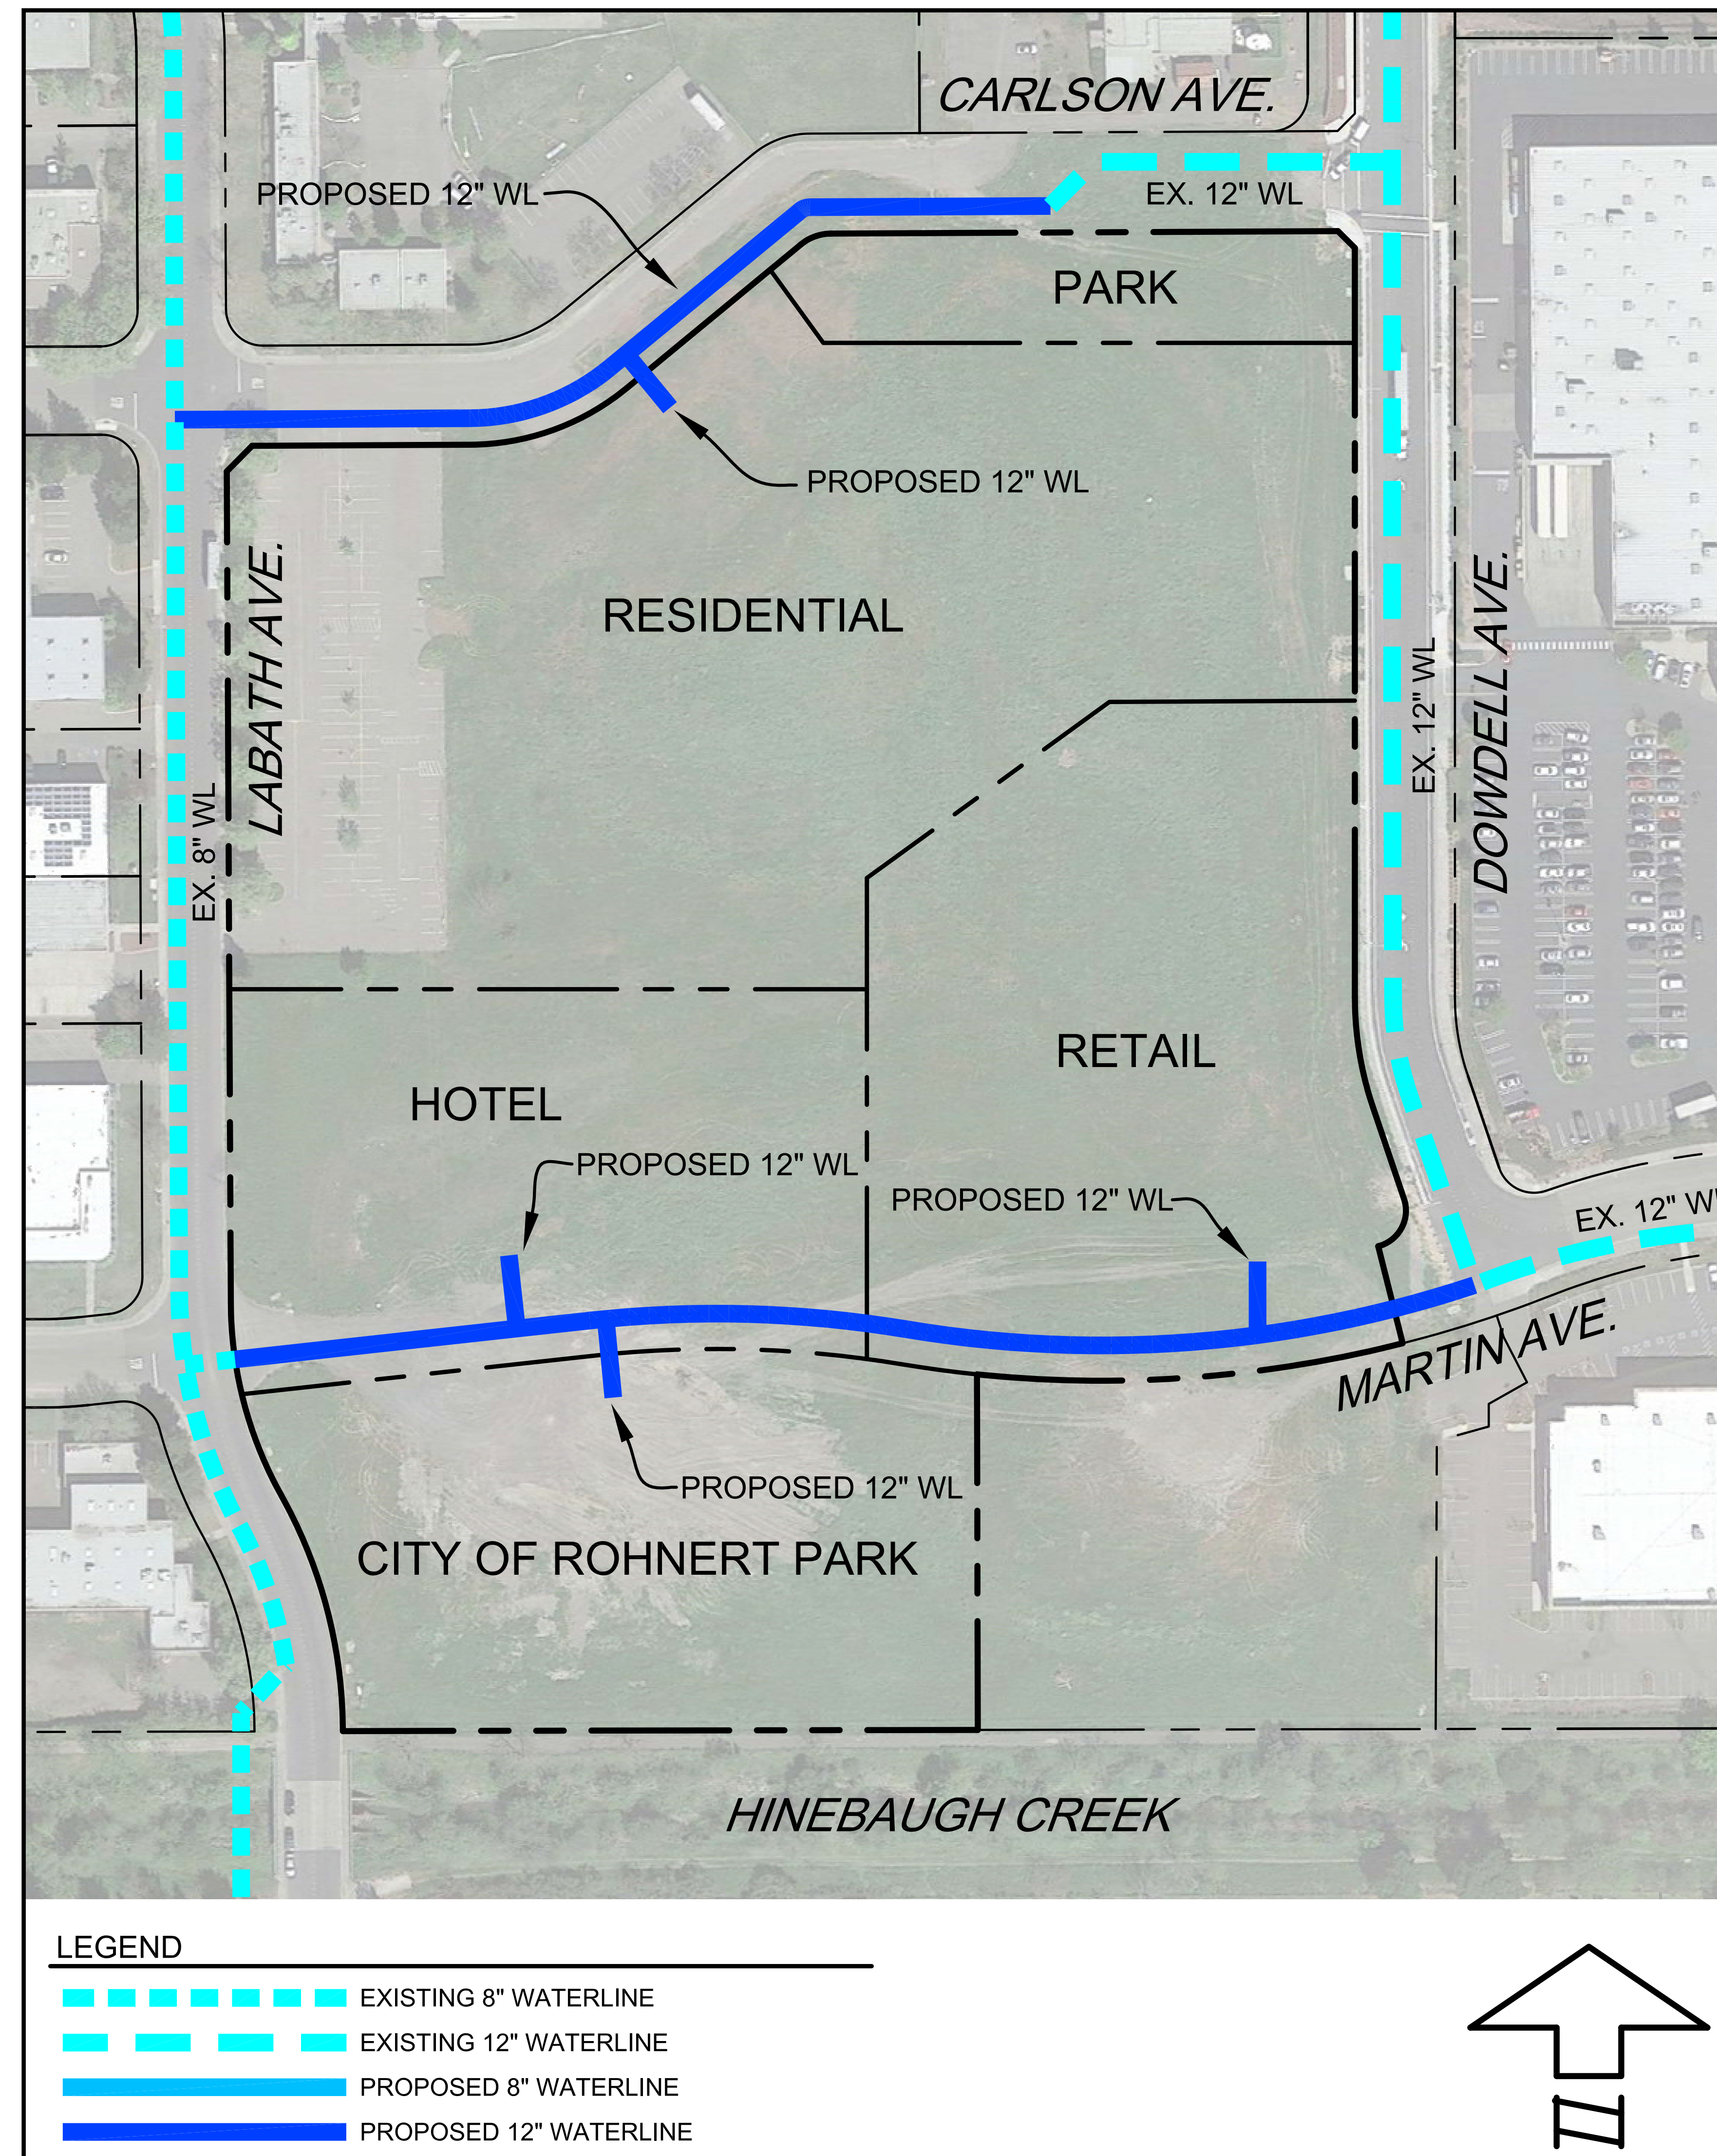 CARLSON AVE.
PROPOSED 12" WL
EX. 12" WL
PARK
PROPOSED 12" WL
LABATH AVE.
RESIDENTIAL
DOWDELL AVE.
EX. 12" WL
EX. 8" WL
RETAIL
HOTEL
PROPOSED 12" WL
PROPOSED 12" WL
EX. 12" WL
MARTIN AVE.
PROPOSED 12" WL
CITY OF ROHNERT PARK
HINEBAUGH CREEK
LEGEND
EXISTING 8" WATERLINE
EXISTING 12" WATERLINE
PROPOSED 8" WATERLINE
PROPOSED 12" WATERLINE